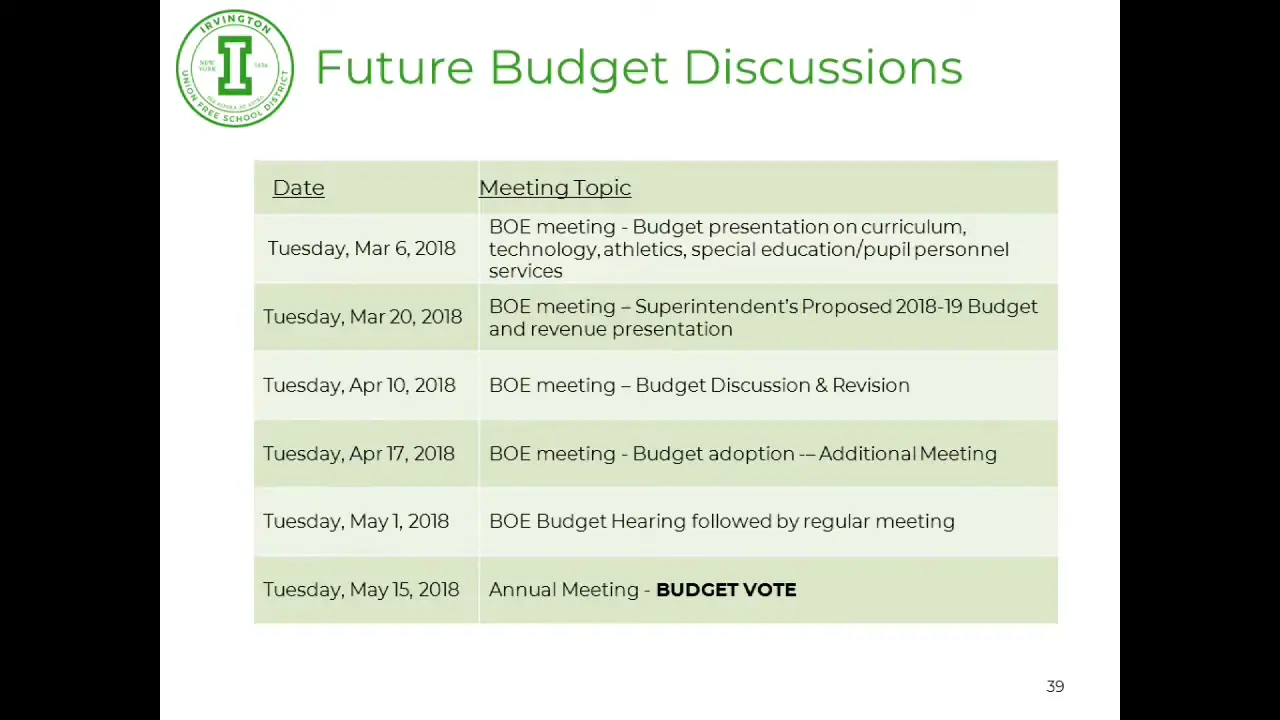 IRVINGTON
NEW YORK
UNION FREE SCHOOL DISTRICT
Future Budget Discussions
Date Meeting Topic
Tuesday, Mar 6, 2018 BOE meeting - Budget presentation on curriculum,
technology, athletics, special education/pupil personnel
services
Tuesday, Mar 20, 2018 BOE meeting – Superintendent's Proposed 2018-19 Budget
and revenue presentation
Tuesday, Apr 10, 2018 BOE meeting – Budget Discussion & Revision
Tuesday, Apr 17, 2018 BOE meeting - Budget adoption -– Additional Meeting
Tuesday, May 1, 2018 BOE Budget Hearing followed by regular meeting
Tuesday, May 15, 2018 Annual Meeting - BUDGET VOTE
39